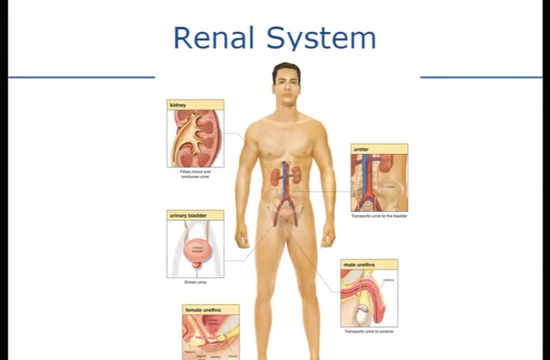 Renal System
kidney
Filters blood and
produces urine
ureter
Transports urine to the bladder
urinary bladder
Stores urine
male urethra
Transports urine to exterior
female urethra